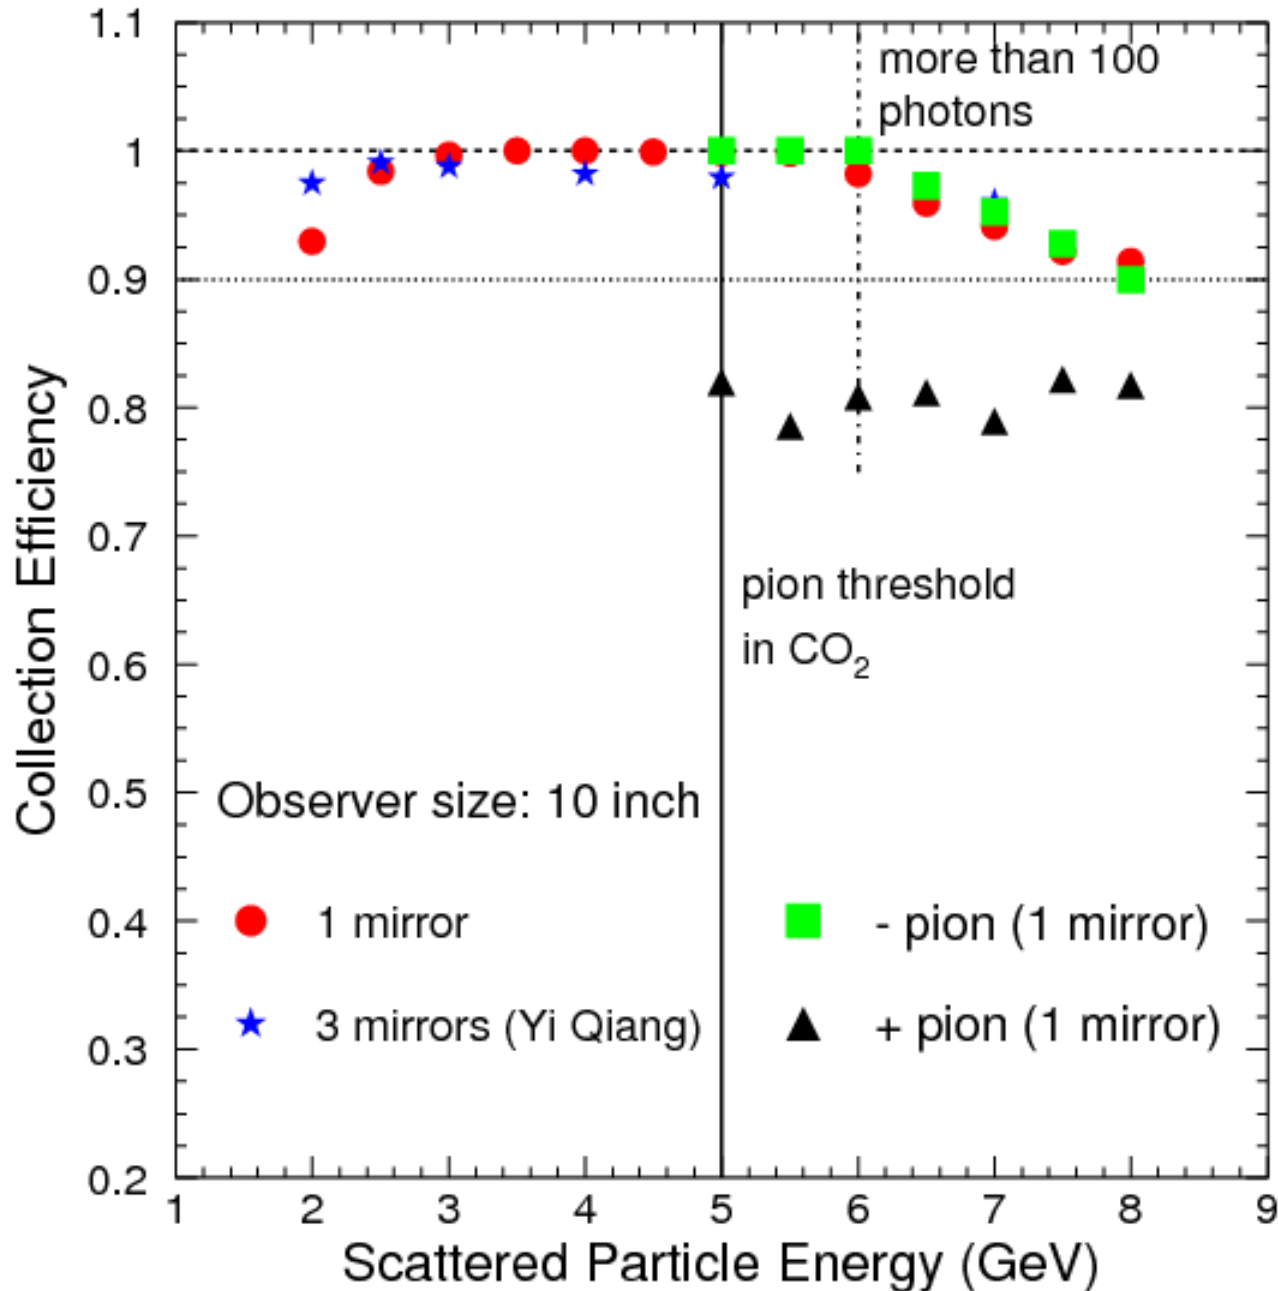 1.1
1
0.9
0.8
0.7
0.6
0.5
0.4
0.3
0.2
Collection Efficiency
more than 100
photons
pion threshold
in CO₂
Observer size: 10 inch
1 mirror
- pion (1 mirror)
3 mirrors (Yi Qiang)
+ pion (1 mirror)
1 2 3 4 5 6 7 8 9
Scattered Particle Energy (GeV)